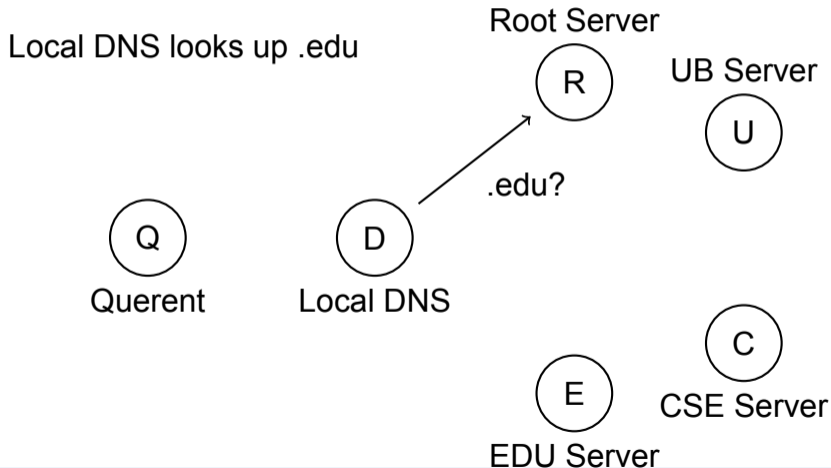 Local DNS looks up .edu
Root Server
R
UB Server
U
.edu?
Q
Querent
D
Local DNS
C
CSE Server
E
EDU Server